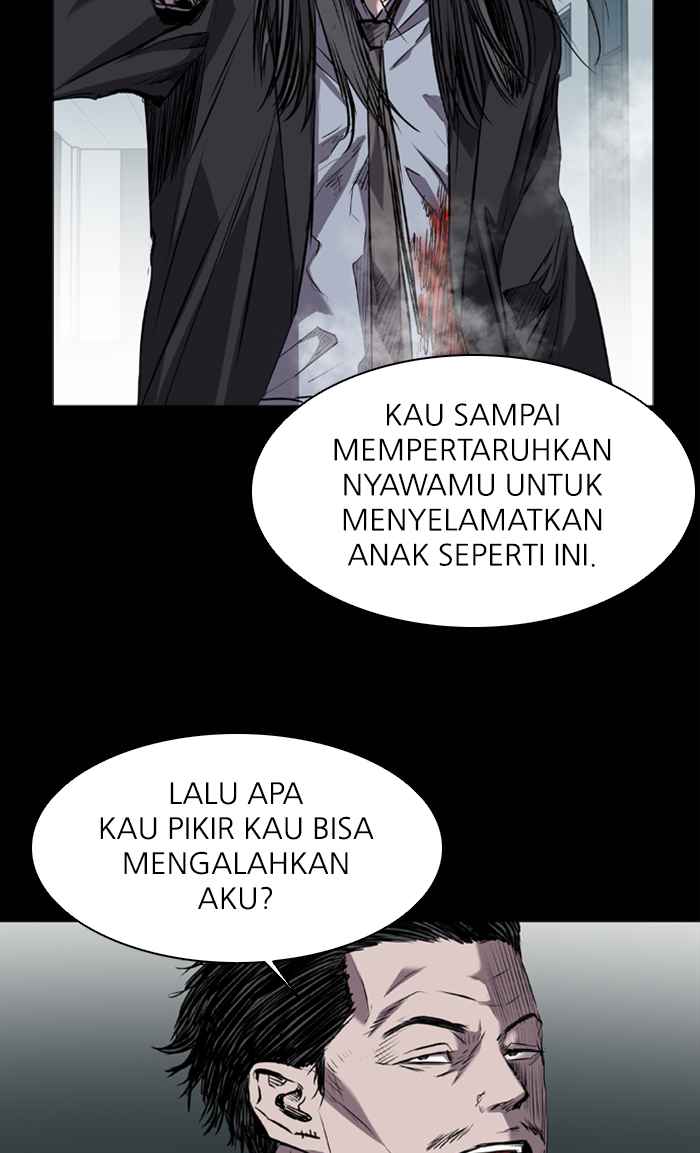 KAU SAMPAI
MEMPERTARUHKAN
NYAWAMU UNTUK
MENYELAMATKAN
ANAK SEPERTI INI.
LALU APA
KAU PIKIR KAU BISA
MENGALAHKAN
AKU?